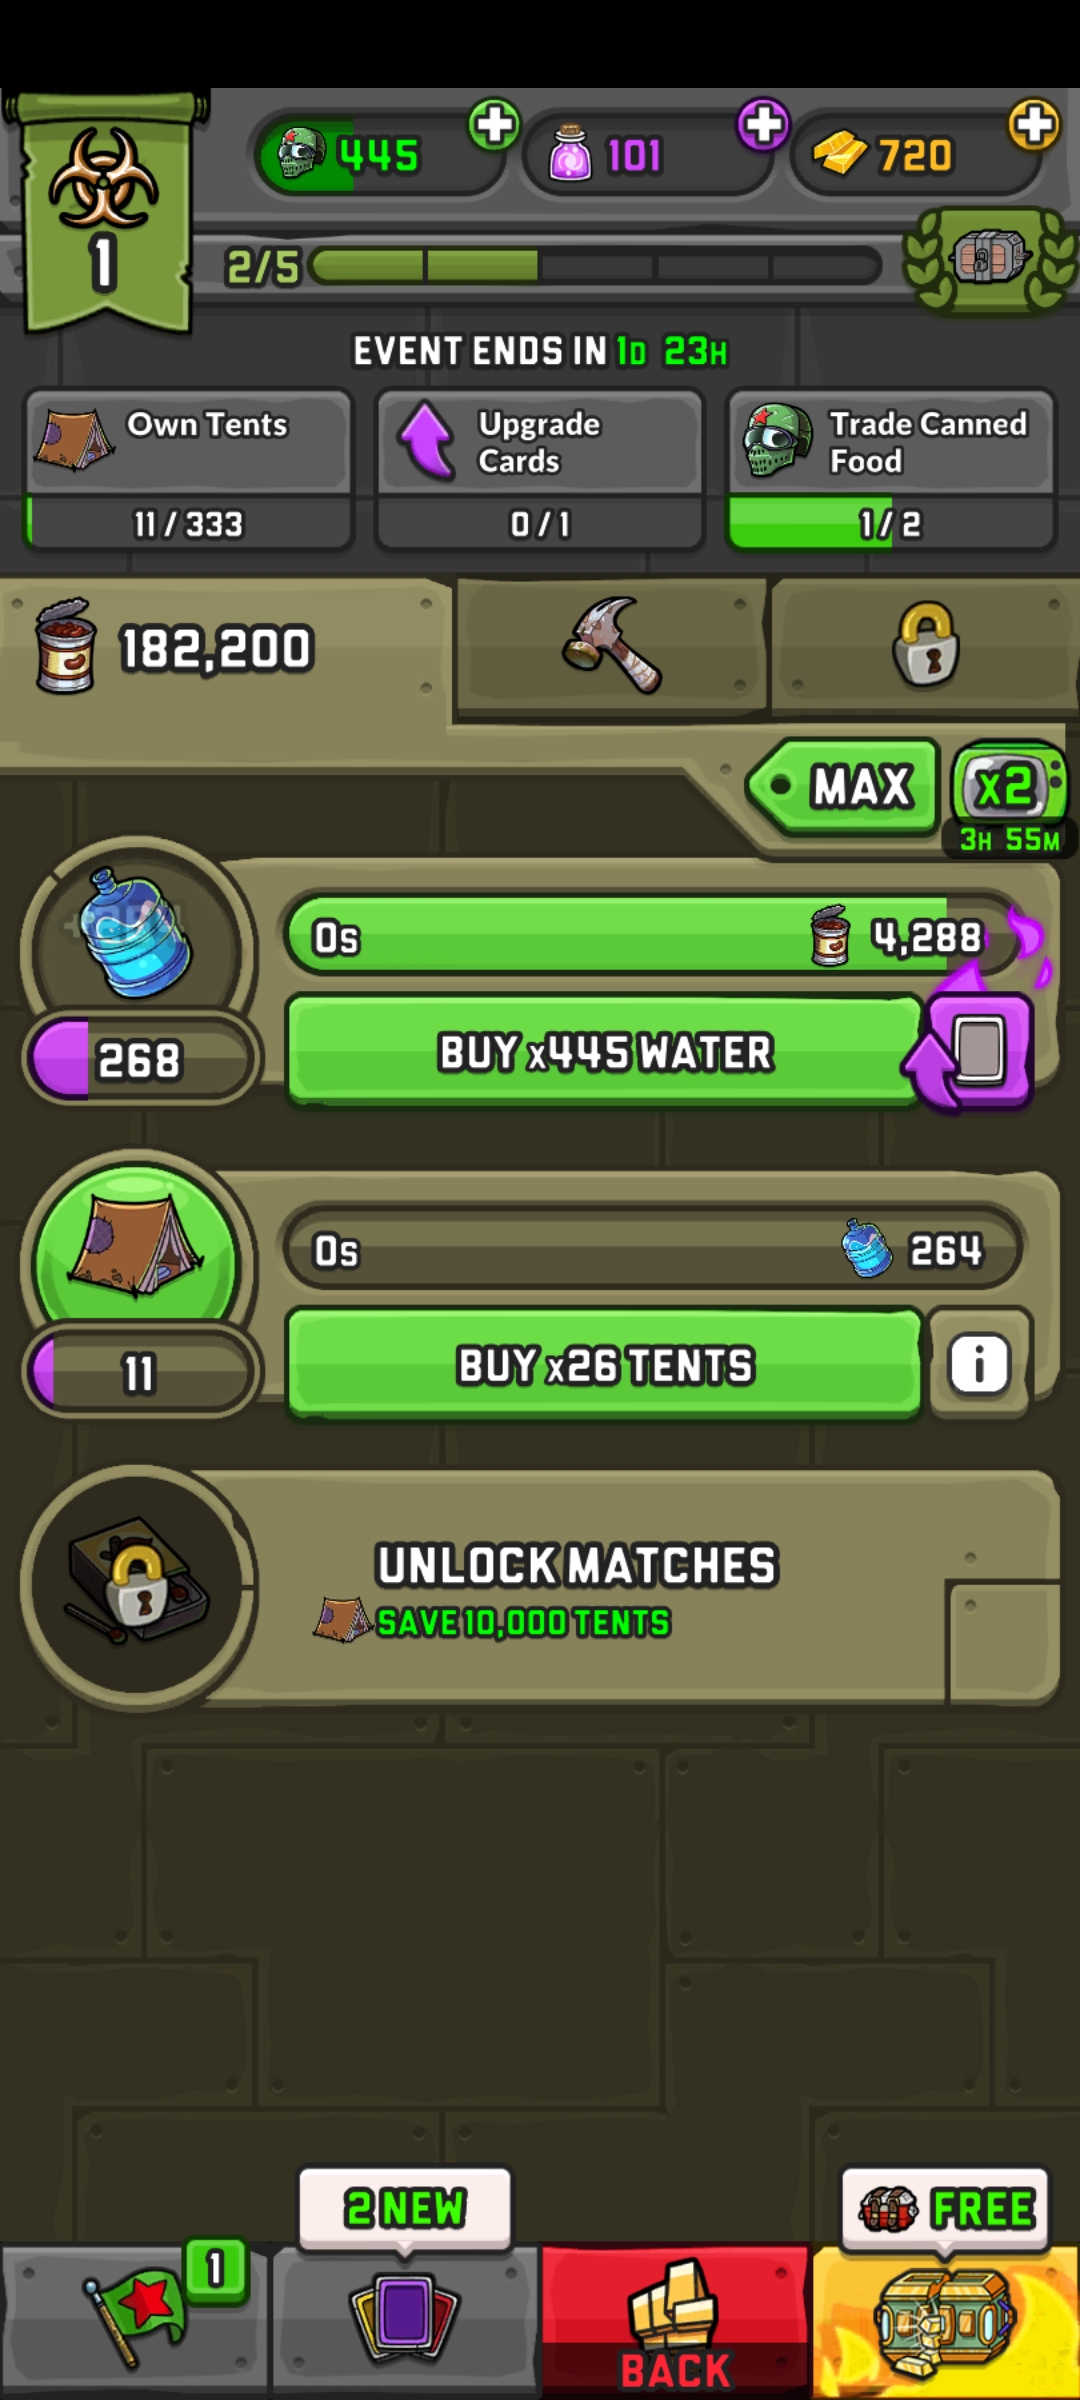 445
101
720
1
2/5
EVENT ENDS IN 1D 23H
Own Tents
11 / 333
Upgrade
Cards
0 / 1
Trade Canned
Food
1 / 2
182,200
MAX
x2
3H 55M
0s
4,288
268
BUY x445 WATER
0s
264
11
BUY x26 TENTS
i
UNLOCK MATCHES
SAVE 10,000 TENTS
2 NEW
FREE
1
BACK